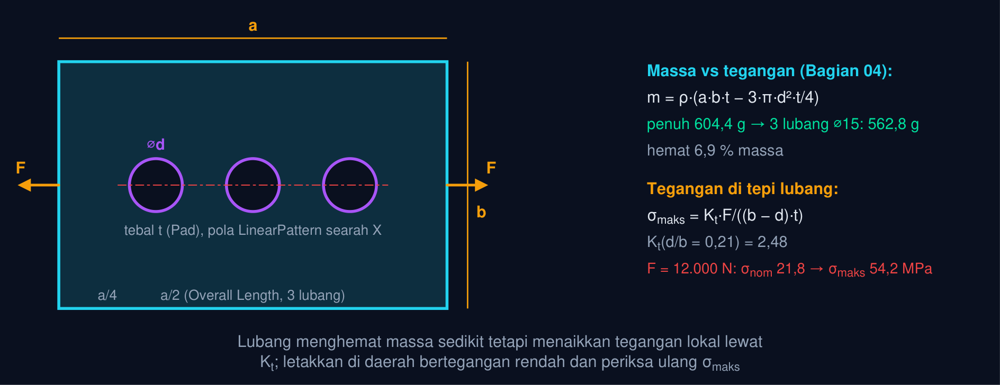 a
⌀d
F
F
b
tebal t (Pad), pola LinearPattern searah X
a/4
a/2 (Overall Length, 3 lubang)
Massa vs tegangan (Bagian 04):
m = ρ·(a·b·t − 3·π·d²·t/4)
penuh 604,4 g → 3 lubang ⌀15: 562,8 g
hemat 6,9 % massa
Tegangan di tepi lubang:
σmaks = Kt·F/((b − d)·t)
Kt(d/b = 0,21) = 2,48
F = 12.000 N: σnom 21,8 → σmaks 54,2 MPa
Lubang menghemat massa sedikit tetapi menaikkan tegangan lokal lewat
Kt; letakkan di daerah bertegangan rendah dan periksa ulang σmaks